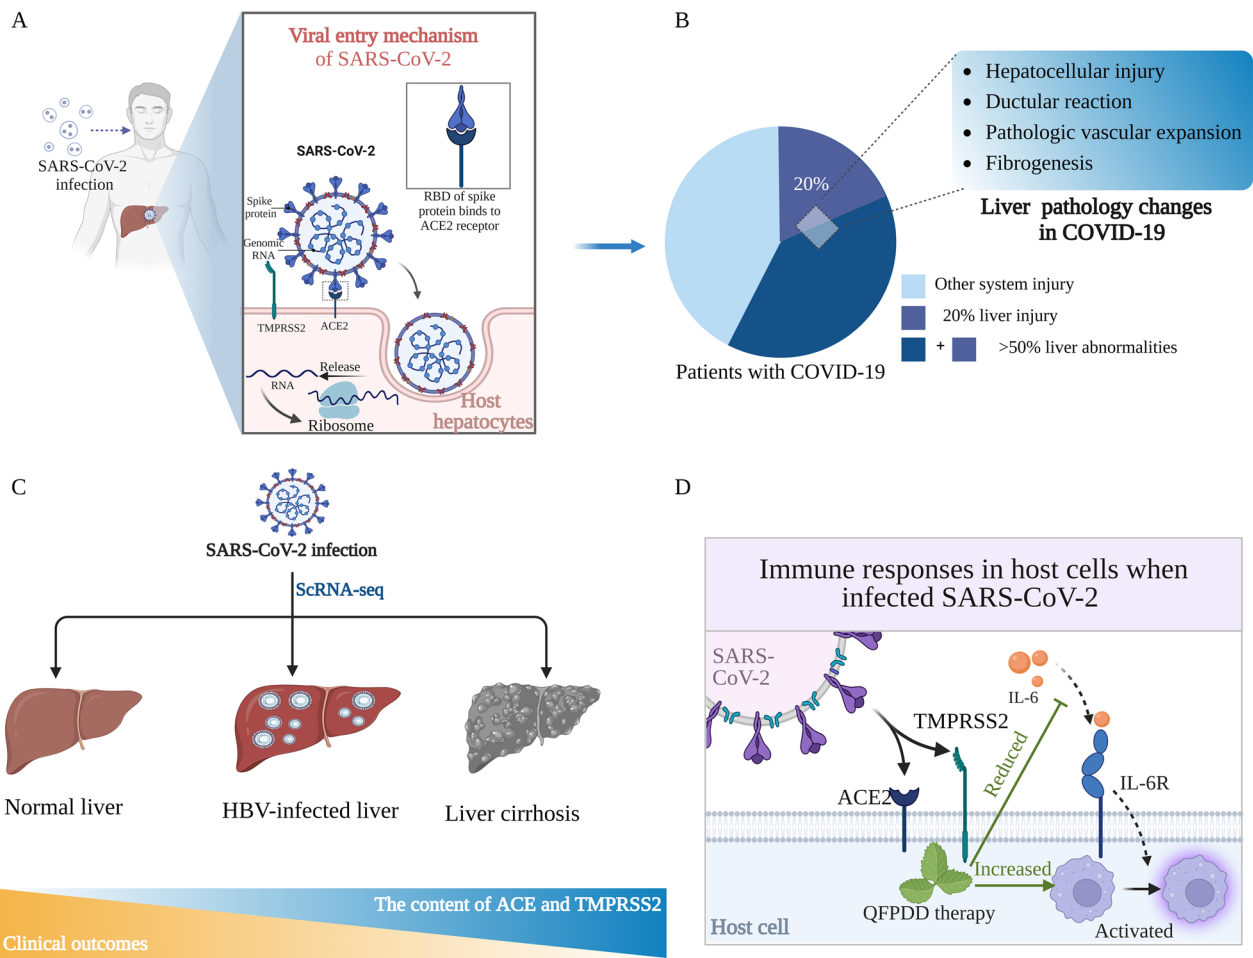 A
Viral entry mechanism
of SARS-CoV-2
SARS-CoV-2
infection
SARS-CoV-2
Spike
protein
Genomic
RNA
RBD of spike
protein binds to
ACE2 receptor
TMPRSS2
ACE2
Release
RNA
Ribosome
Host
hepatocytes
B
20%
• Hepatocellular injury
• Ductular reaction
• Pathologic vascular expansion
• Fibrogenesis
Liver pathology changes
in COVID-19
Other system injury
20% liver injury
+ >50% liver abnormalities
Patients with COVID-19
C
SARS-CoV-2 infection
ScRNA-seq
Normal liver
HBV-infected liver
Liver cirrhosis
The content of ACE and TMPRSS2
Clinical outcomes
D
Immune responses in host cells when
infected SARS-CoV-2
SARS-
CoV-2
IL-6
TMPRSS2
Reduced
ACE2
IL-6R
Increased
QFPDD therapy
Activated
Host cell